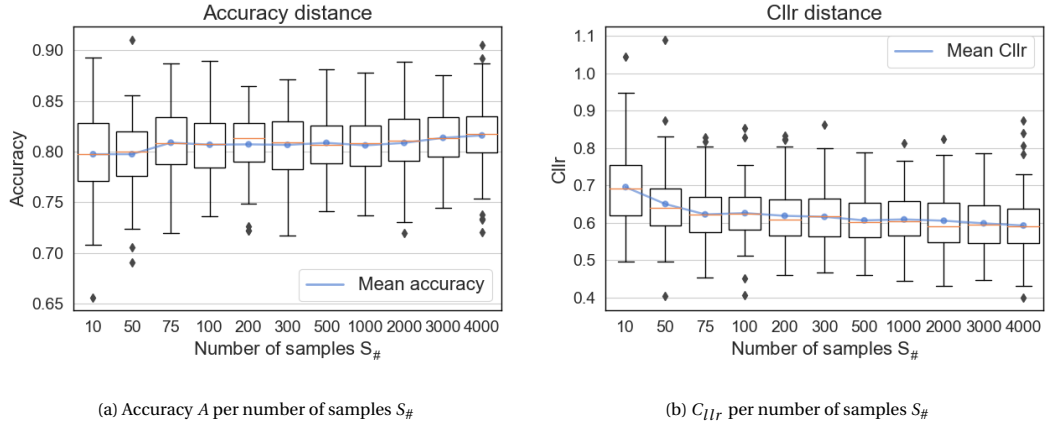 Accuracy distance
0.90
0.85
0.80
0.75
0.70
0.65
Accuracy
Mean accuracy
10 50 75 100 200 300 500 1000 2000 3000 4000
Number of samples S#
(a) Accuracy A per number of samples S#
Cllr distance
1.1
1.0
0.9
0.8
0.7
0.6
0.5
0.4
Cllr
Mean Cllr
10 50 75 100 200 300 500 1000 2000 3000 4000
Number of samples S#
(b) Cllr per number of samples S#